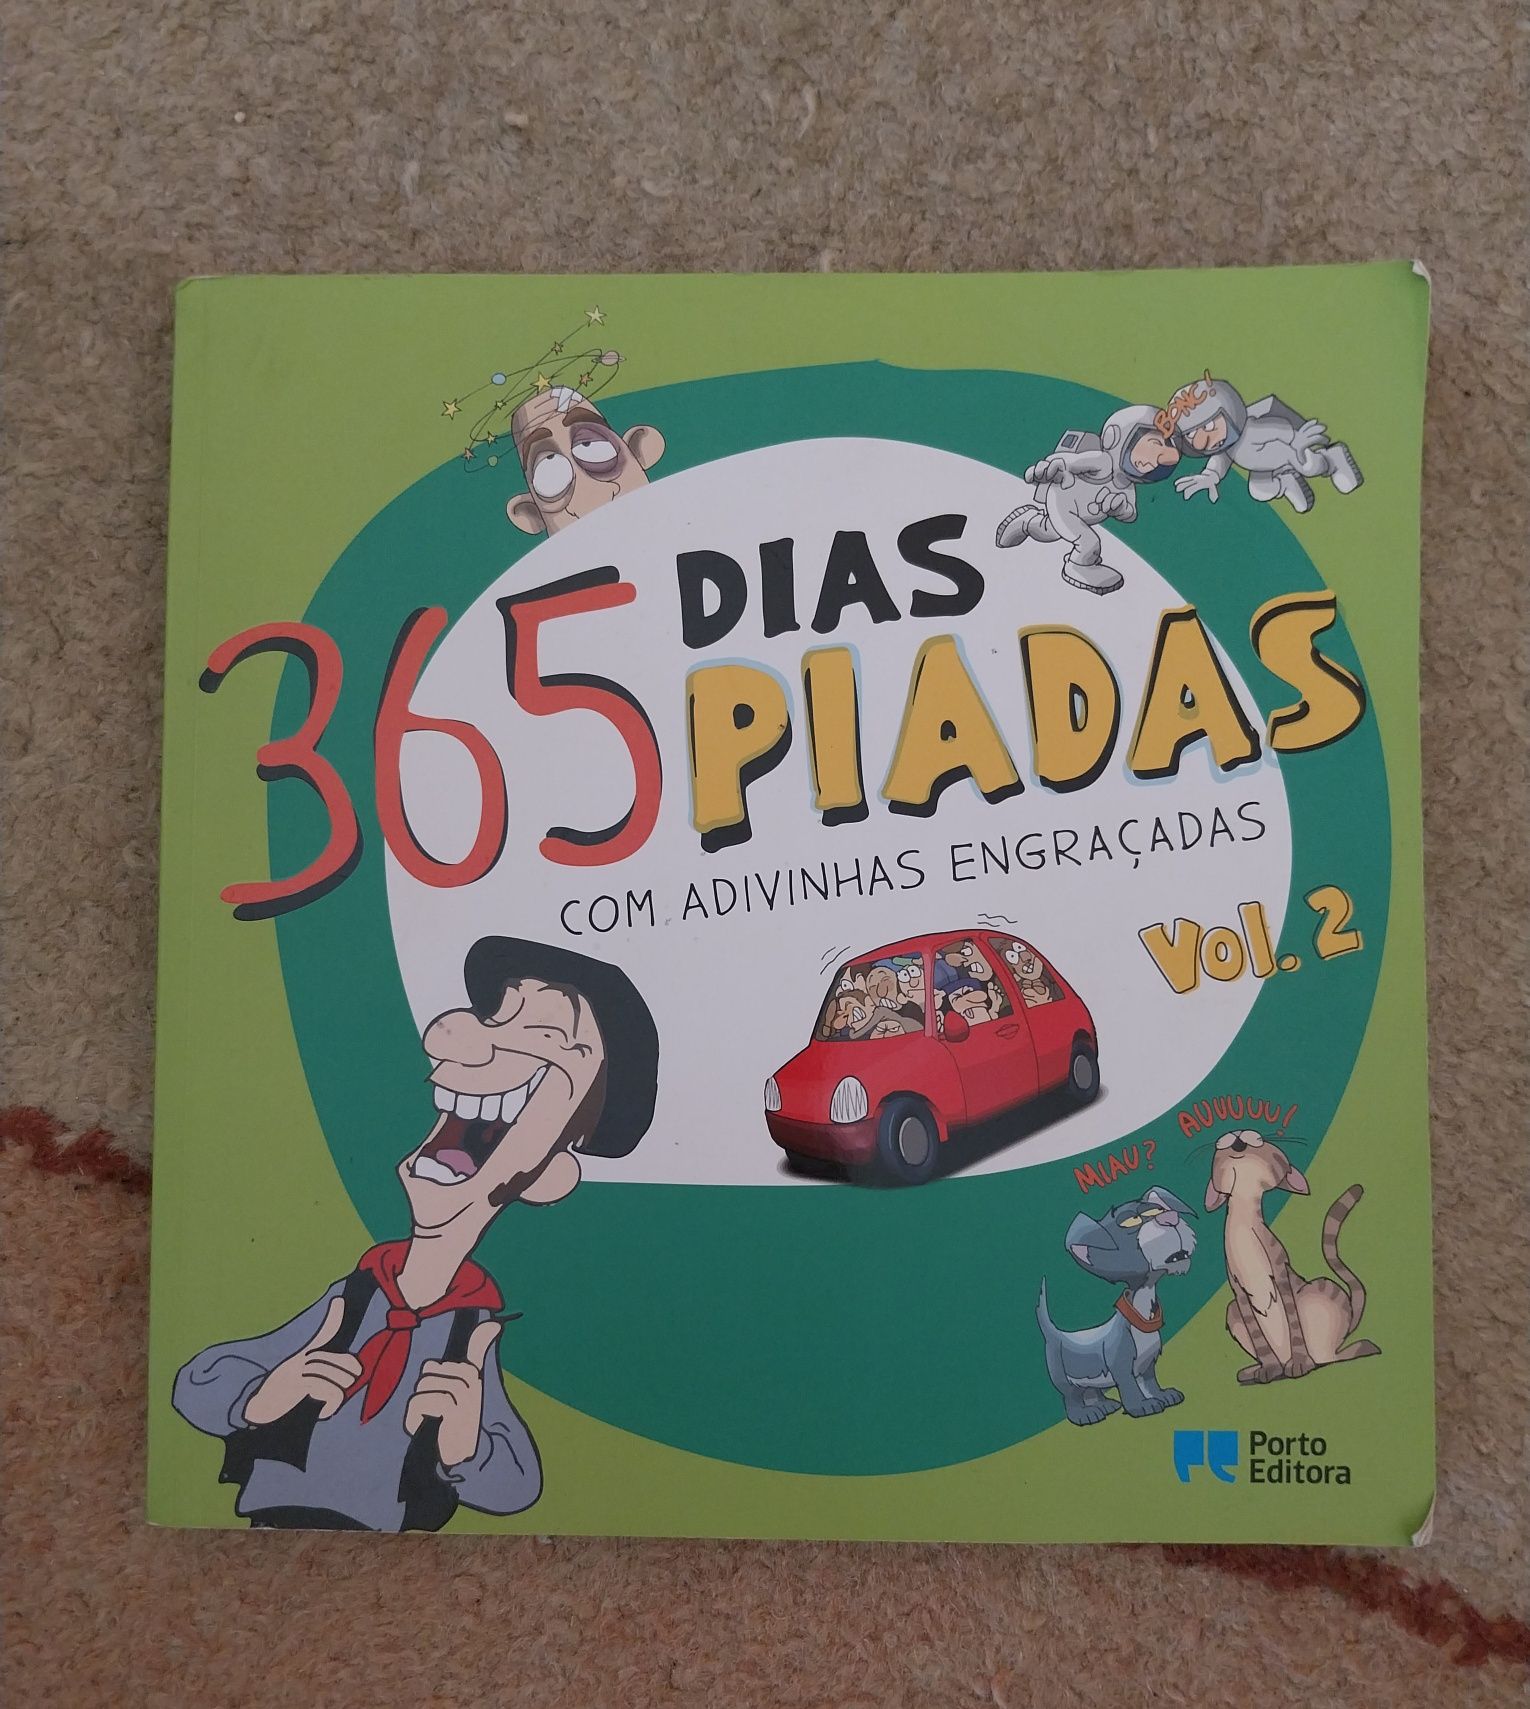 BONC!
365 DIAS
PIADAS
COM ADIVINHAS ENGRAÇADAS
Vol. 2
MIAU?
AUUUUU!
Porto
Editora